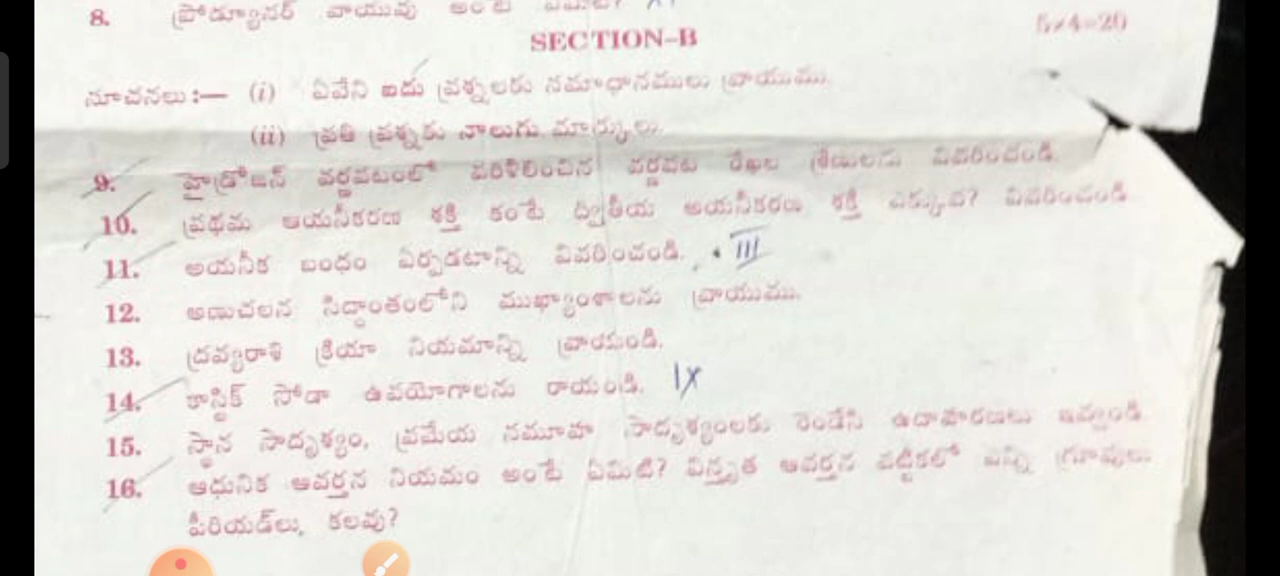 8. ప్రోడ్యూసర్ వాయువు అంటే ఏమిటి?
SECTION–B
5×4=20
సూచనలు :— (i) ఏవేని ఐదు ప్రశ్నలకు సమాధానములు వ్రాయుము.
(ii) ప్రతి ప్రశ్నకు నాలుగు మార్కులు.
9. హైడ్రోజన్ వర్ణపటంలో పరిశీలించిన వర్ణపట రేఖల శ్రేణులను వివరించండి.
10. ప్రథమ అయనీకరణ శక్తి కంటే ద్వితీయ అయనీకరణ శక్తి ఎక్కువ? వివరించండి
11. అయనీక బంధం ఏర్పడటాన్ని వివరించండి. III
12. అణుచలన సిద్ధాంతంలోని ముఖ్యాంశాలను వ్రాయుము.
13. ద్రవ్యరాశి క్రియా నియమాన్ని వ్రాయండి.
14. కాస్టిక్ సోడా ఉపయోగాలను రాయండి. IX
15. స్థాన సాదృశ్యం, ప్రమేయ సమూహ సాదృశ్యంలకు రెండేసి ఉదాహరణలు ఇవ్వండి
16. ఆధునిక ఆవర్తన నియమం అంటే ఏమిటి? విస్తృత ఆవర్తన పట్టికలో ఎన్ని గ్రూపులు
పీరియడ్‌లు, కలవు?